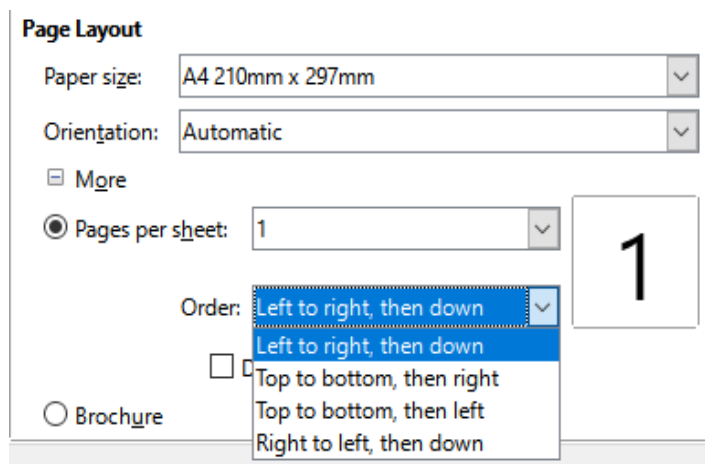 Page Layout
Paper size: A4 210mm x 297mm
Orientation: Automatic
More
Pages per sheet: 1
1
Order: Left to right, then down
Left to right, then down
Top to bottom, then right
Top to bottom, then left
Right to left, then down
Brochure